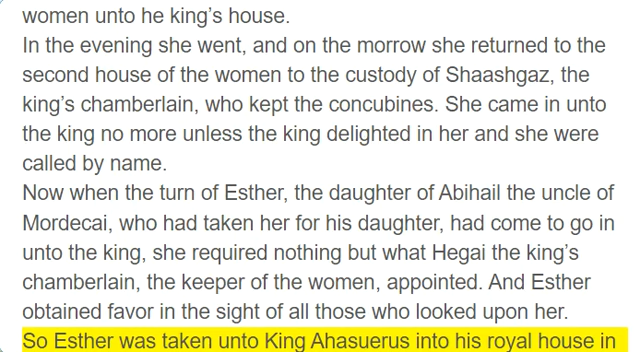 women unto he king’s house.
In the evening she went, and on the morrow she returned to the
second house of the women to the custody of Shaashgaz, the
king’s chamberlain, who kept the concubines. She came in unto
the king no more unless the king delighted in her and she were
called by name.
Now when the turn of Esther, the daughter of Abihail the uncle of
Mordecai, who had taken her for his daughter, had come to go in
unto the king, she required nothing but what Hegai the king’s
chamberlain, the keeper of the women, appointed. And Esther
obtained favor in the sight of all those who looked upon her.
So Esther was taken unto King Ahasuerus into his royal house in